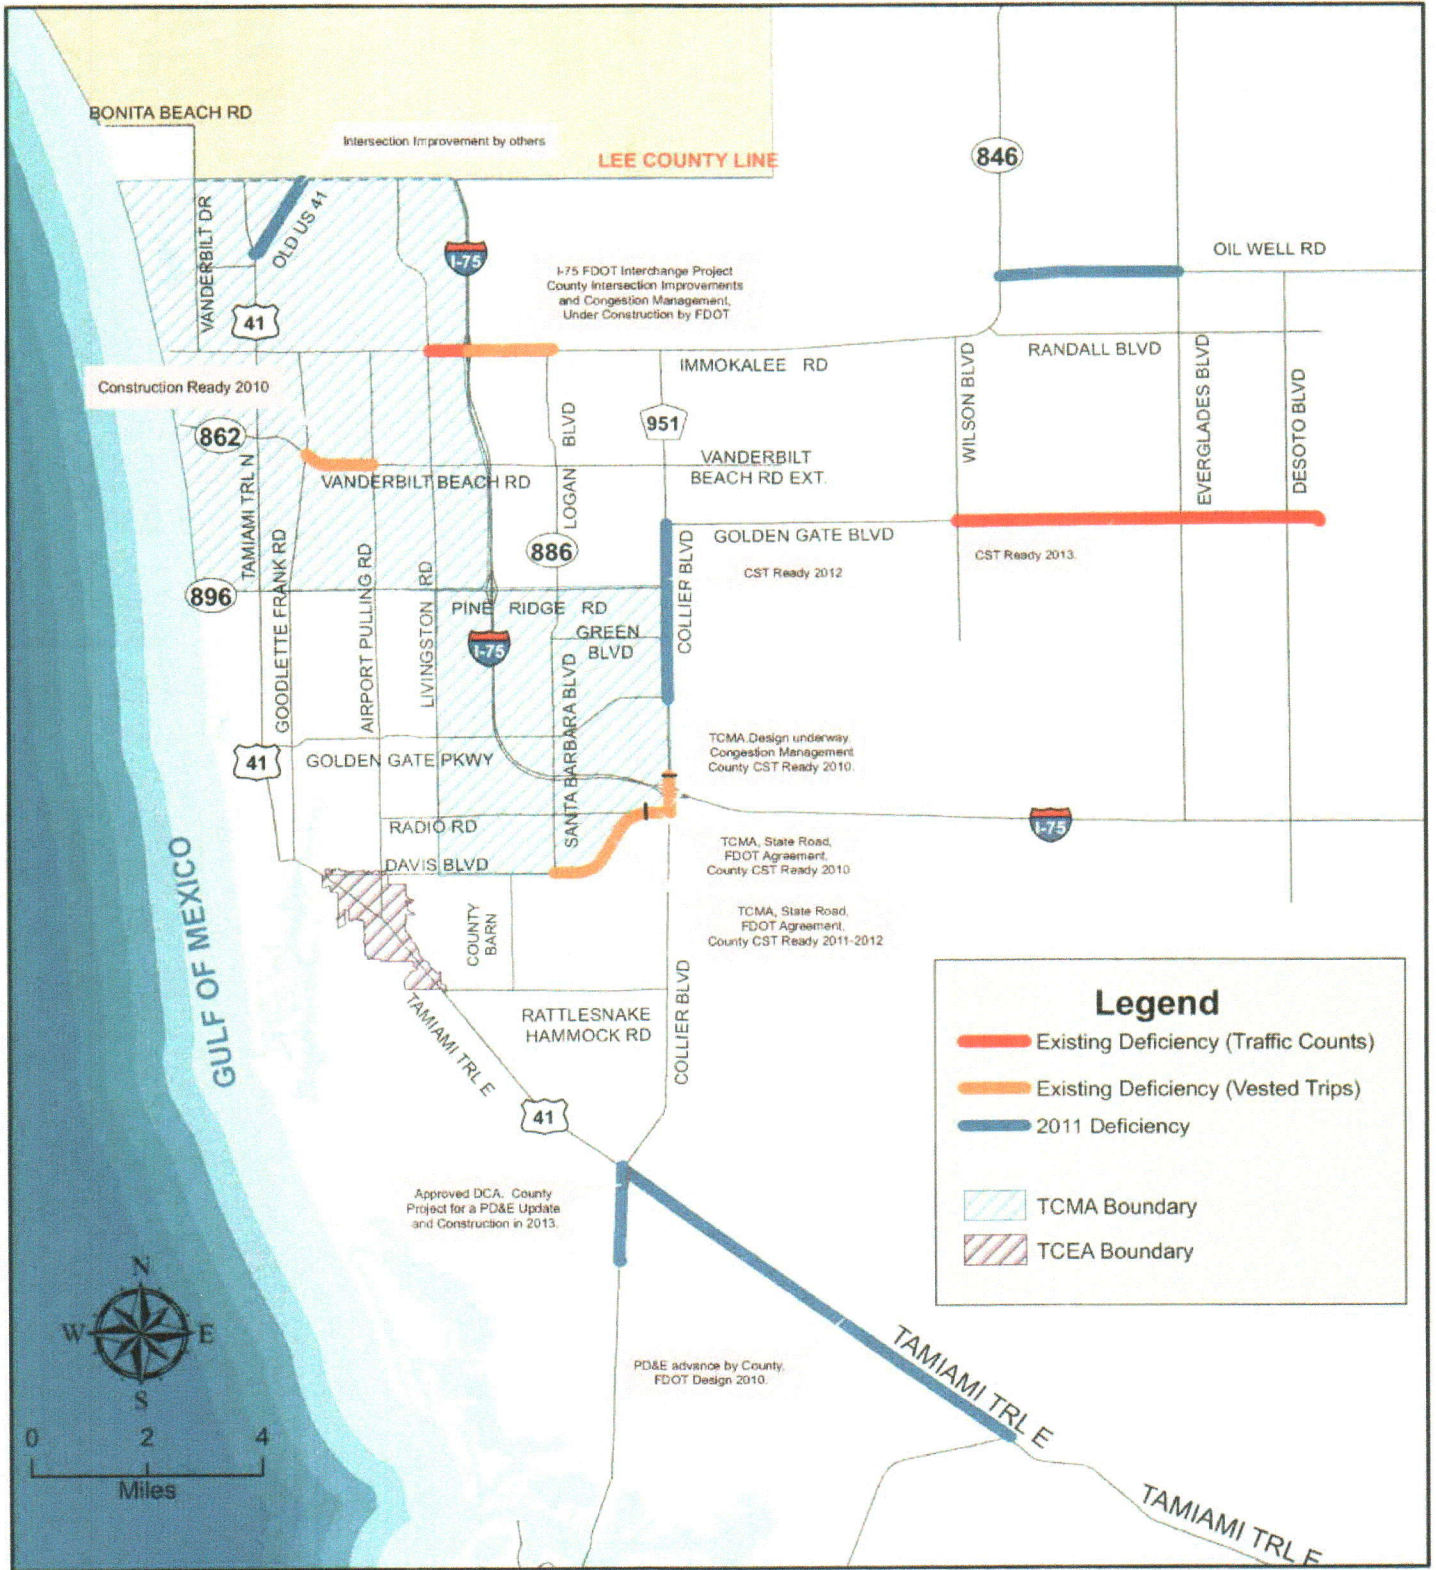 BONITA BEACH RD
Intersection Improvement by others
LEE COUNTY LINE
846
VANDERBILT DR
OLD US 41
I-75
OIL WELL RD
I-75 FDOT Interchange Project
County Intersection Improvements
and Congestion Management,
Under Construction by FDOT
41
RANDALL BLVD
IMMOKALEE RD
Construction Ready 2010
WILSON BLVD
EVERGLADES BLVD
DESOTO BLVD
LOGAN BLVD
951
862
VANDERBILT
BEACH RD EXT.
VANDERBILT BEACH RD
TAMIAMI TRL N
GOLDEN GATE BLVD
886
CST Ready 2013.
CST Ready 2012
COLLIER BLVD
GOODLETTE FRANK RD
AIRPORT PULLING RD
LIVINGSTON RD
896
PINE RIDGE RD
GREEN
BLVD
I-75
SANTA BARBARA BLVD
TCMA.Design underway.
Congestion Management
County CST Ready 2010.
41
GOLDEN GATE PKWY
RADIO RD
I-75
TCMA, State Road,
FDOT Agreement,
County CST Ready 2010
DAVIS BLVD
GULF OF MEXICO
COUNTY
BARN
TCMA, State Road,
FDOT Agreement,
County CST Ready 2011-2012
COLLIER BLVD
TAMIAMI TRL E
RATTLESNAKE
HAMMOCK RD
41
Legend
Existing Deficiency (Traffic Counts)
Existing Deficiency (Vested Trips)
2011 Deficiency
TCMA Boundary
TCEA Boundary
Approved DCA. County
Project for a PD&E Update
and Construction in 2013.
N
W E
S
PD&E advance by County.
FDOT Design 2010.
TAMIAMI TRL E
0 2 4
Miles
TAMIAMI TRL E